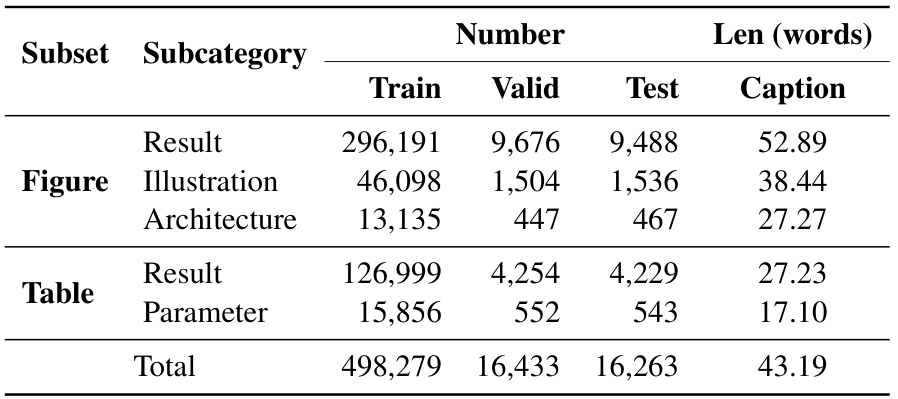 Subset Subcategory Number Len (words)
Train Valid Test Caption
Figure Result 296,191 9,676 9,488 52.89
Illustration 46,098 1,504 1,536 38.44
Architecture 13,135 447 467 27.27
Table Result 126,999 4,254 4,229 27.23
Parameter 15,856 552 543 17.10
Total 498,279 16,433 16,263 43.19